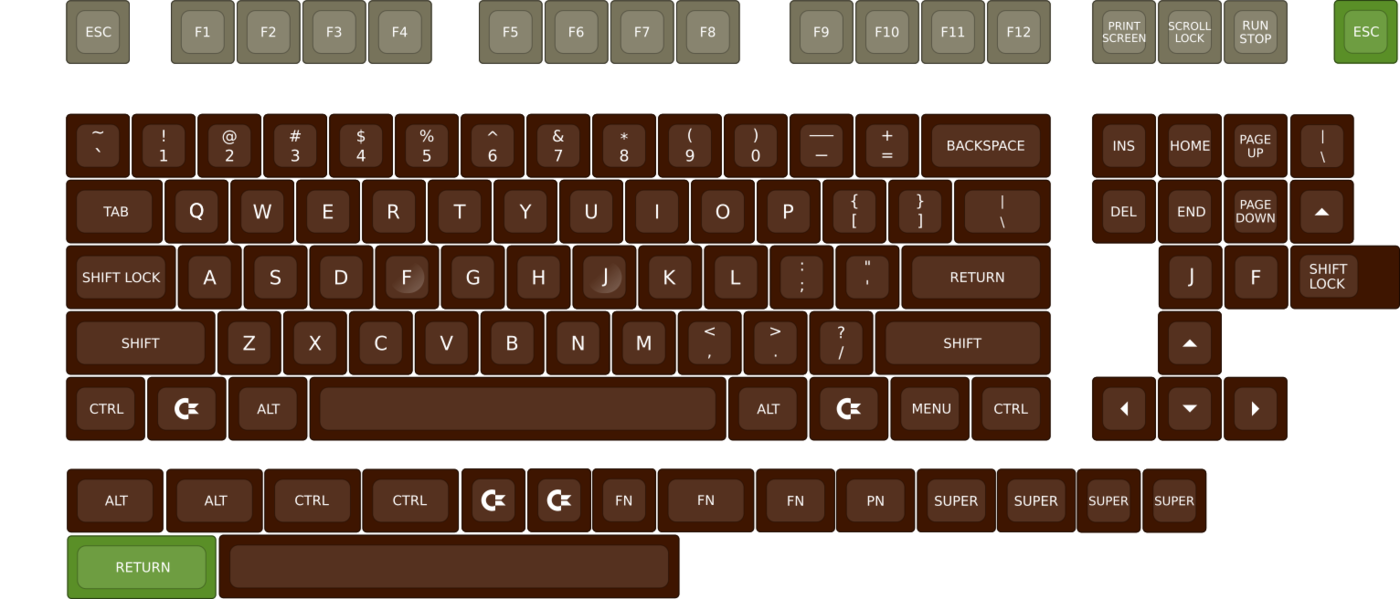 ESC F1 F2 F3 F4 F5 F6 F7 F8 F9 F10 F11 F12 PRINT SCREEN SCROLL LOCK RUN STOP ESC
~ ! @ # $ % ^ & * ( ) — +
` 1 2 3 4 5 6 7 8 9 0 – = BACKSPACE INS HOME PAGE UP | \
TAB Q W E R T Y U I O P { [ } ] | \ DEL END PAGE DOWN
SHIFT LOCK A S D F G H J K L : ; " ' RETURN J F SHIFT LOCK
SHIFT Z X C V B N M < , > . ? / SHIFT
CTRL ALT ALT MENU CTRL
ALT ALT CTRL CTRL FN FN FN PN SUPER SUPER SUPER SUPER
RETURN